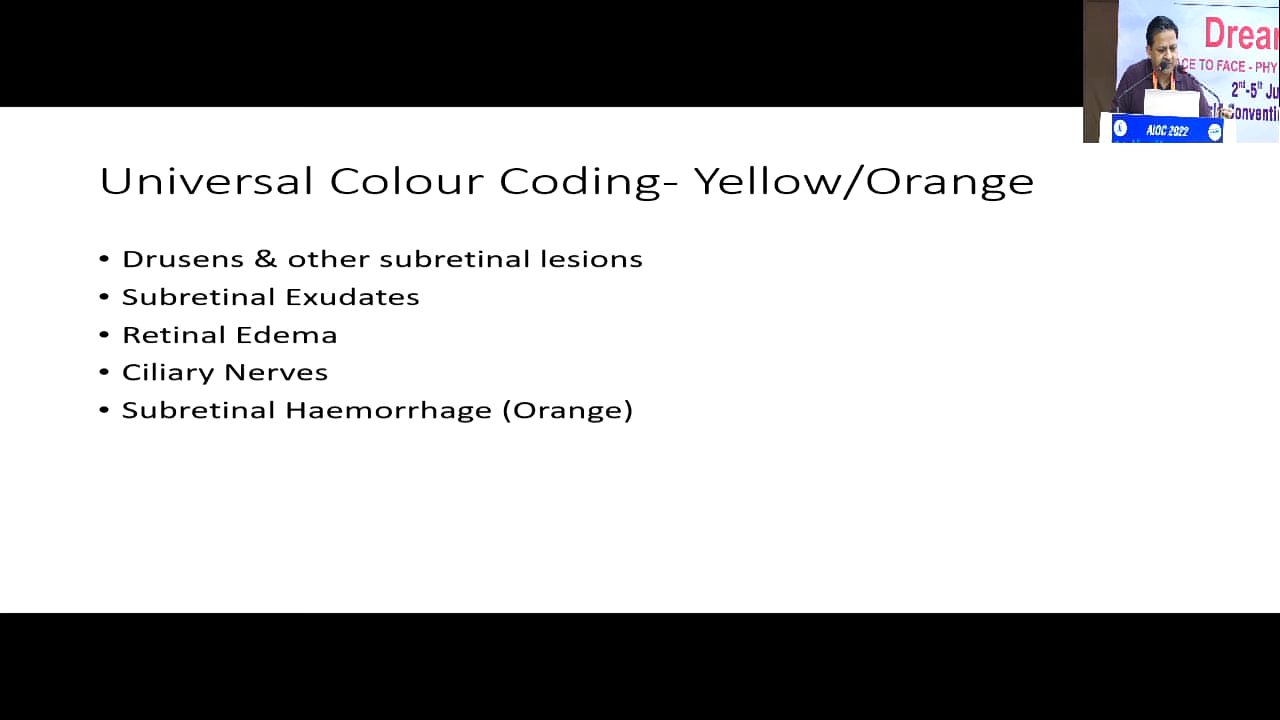 Universal Colour Coding- Yellow/Orange
• Drusens & other subretinal lesions
• Subretinal Exudates
• Retinal Edema
• Ciliary Nerves
• Subretinal Haemorrhage (Orange)
Drea
CE TO FACE - PHY
2nd-5th Ju
Conventi
AIOC 2022